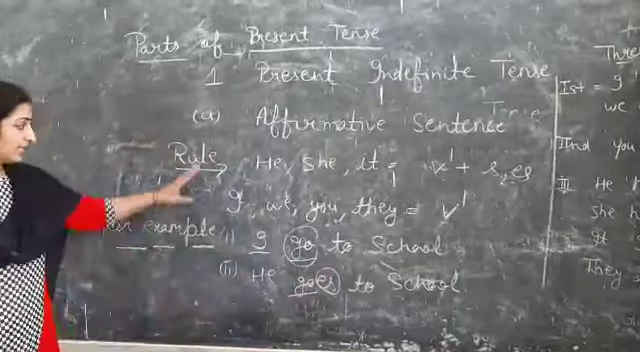 Parts of Present Tense
1 Present Indefinite Tense
(a) Affirmative Sentence
Rule → He, she, it = v¹ + s, es
I, we, you, they = v¹
For example (i) I go to School
(ii) He goes to School
Ist = I
we
IInd you
III He
she
It
They